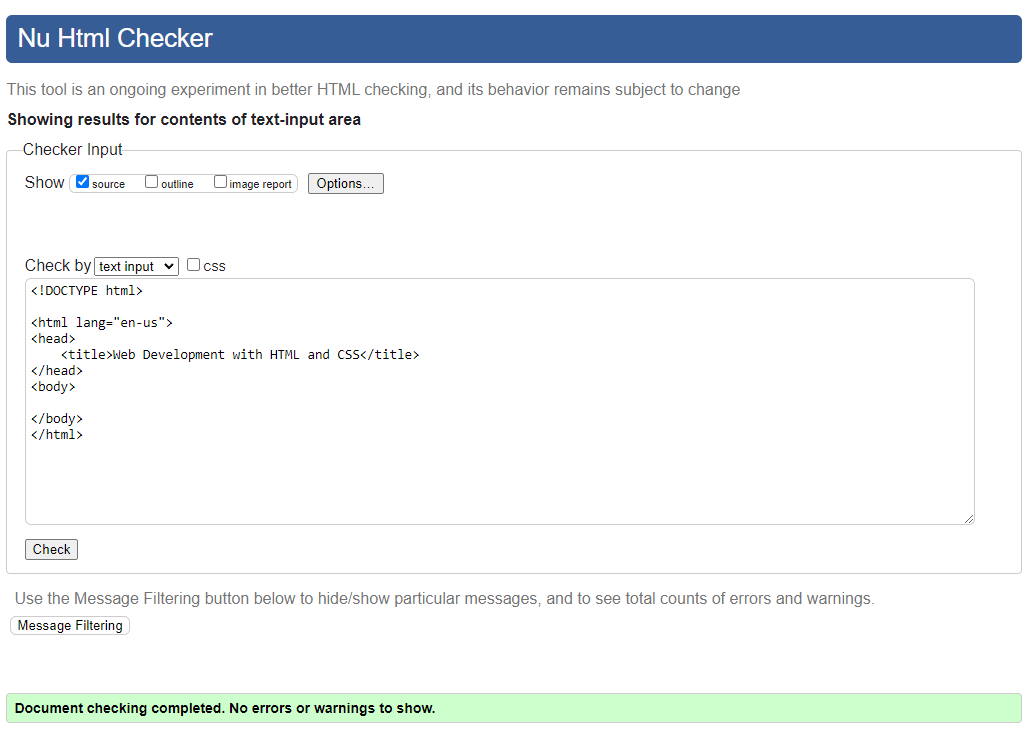 Nu Html Checker
This tool is an ongoing experiment in better HTML checking, and its behavior remains subject to change
Showing results for contents of text-input area
Checker Input
Show source outline image report Options...
Check by text input css
<!DOCTYPE html>
<html lang="en-us">
<head>
    <title>Web Development with HTML and CSS</title>
</head>
<body>
</body>
</html>
Check
Use the Message Filtering button below to hide/show particular messages, and to see total counts of errors and warnings.
Message Filtering
Document checking completed. No errors or warnings to show.